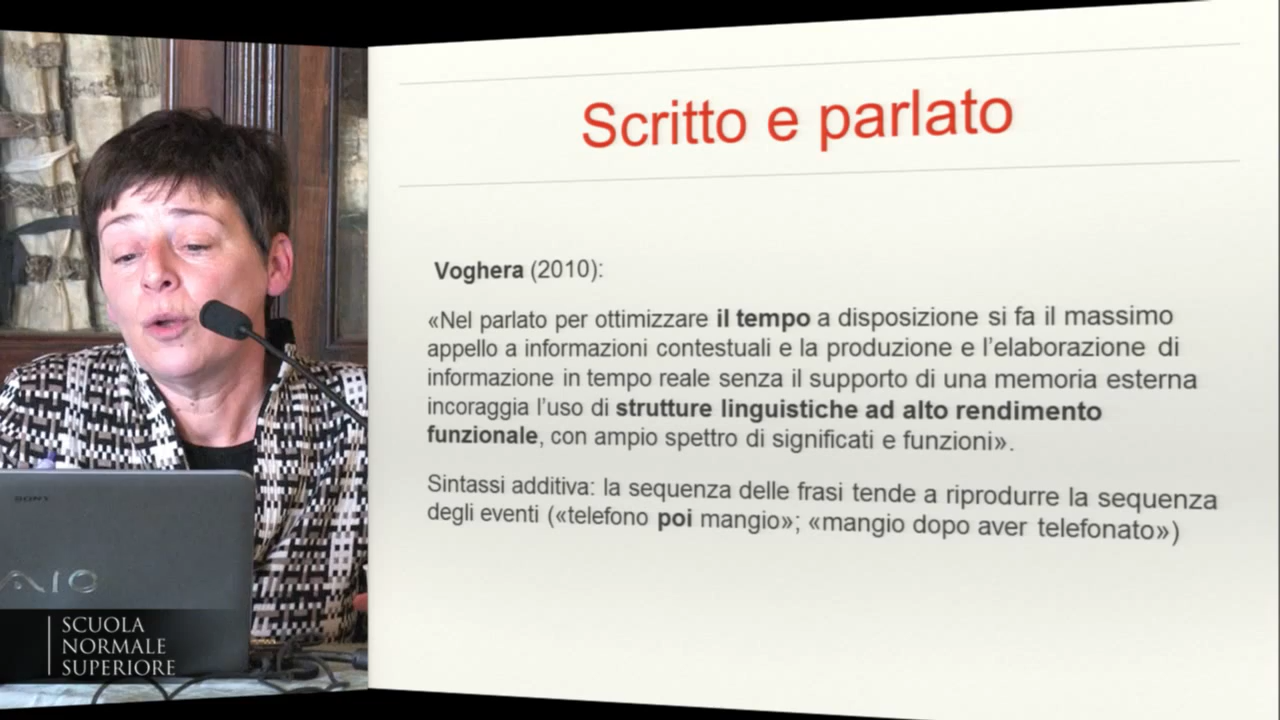 Scritto e parlato
Voghera (2010):
«Nel parlato per ottimizzare il tempo a disposizione si fa il massimo
appello a informazioni contestuali e la produzione e l’elaborazione di
informazione in tempo reale senza il supporto di una memoria esterna
incoraggia l’uso di strutture linguistiche ad alto rendimento
funzionale, con ampio spettro di significati e funzioni».
Sintassi additiva: la sequenza delle frasi tende a riprodurre la sequenza
degli eventi («telefono poi mangio»; «mangio dopo aver telefonato»)
SONY
VAIO
SCUOLA
NORMALE
SUPERIORE